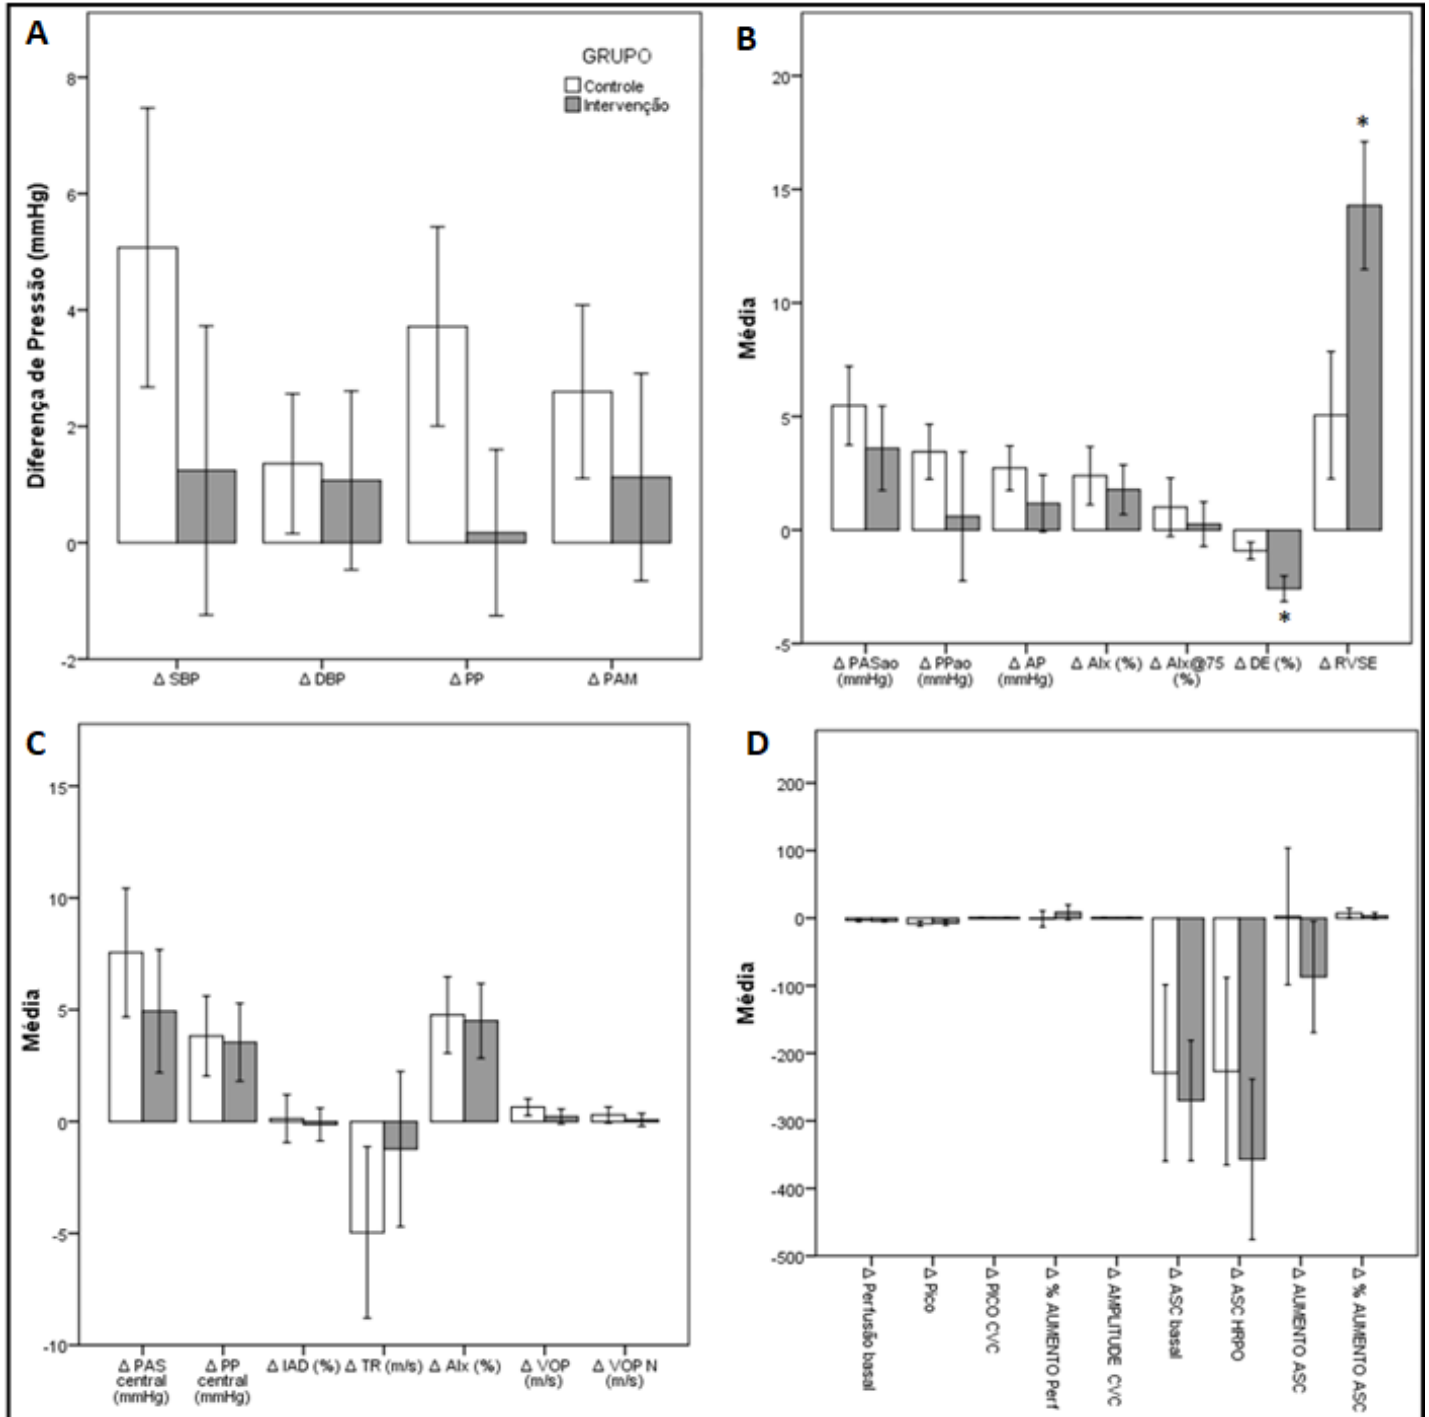 A
GRUPO
Controle
Intervenção
Diferença de Pressão (mmHg)
8
6
4
2
0
-2
Δ SBP
Δ DBP
Δ PP
Δ PAM
B
Média
20
15
10
5
0
-5
*
*
Δ PASao
(mmHg)
Δ PPao
(mmHg)
Δ AP
(mmHg)
Δ AIx (%)
Δ AIx@75
(%)
Δ DE (%)
Δ RVSE
C
Média
15
10
5
0
-5
-10
Δ PAS
central
(mmHg)
Δ PP
central
(mmHg)
Δ IAD (%)
Δ TR (m/s)
Δ AIx (%)
Δ VOP
(m/s)
Δ VOP N
(m/s)
D
Média
200
100
0
-100
-200
-300
-400
-500
Δ Perfusão basal
Δ Pico
Δ PICO CVC
Δ % AUMENTO Perf
Δ AMPLITUDE CVC
Δ ASC basal
Δ ASC HRPO
Δ AUMENTO ASC
Δ % AUMENTO ASC